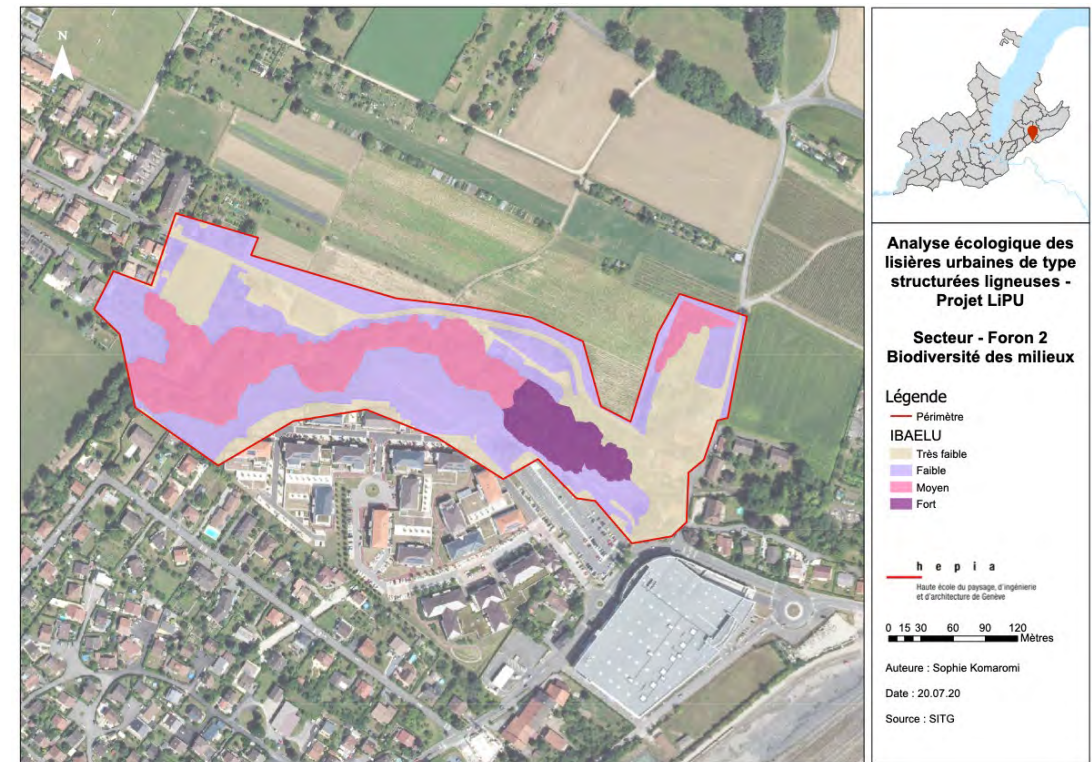 N
Analyse écologique des
lisières urbaines de type
structurées ligneuses -
Projet LiPU
Secteur - Foron 2
Biodiversité des milieux
Légende
Périmètre
IBAELU
Très faible
Faible
Moyen
Fort
h e p i a
Haute école du paysage, d'ingénierie
et d'architecture de Genève
0 15 30 60 90 120
Mètres
Auteure : Sophie Komaromi
Date : 20.07.20
Source : SITG